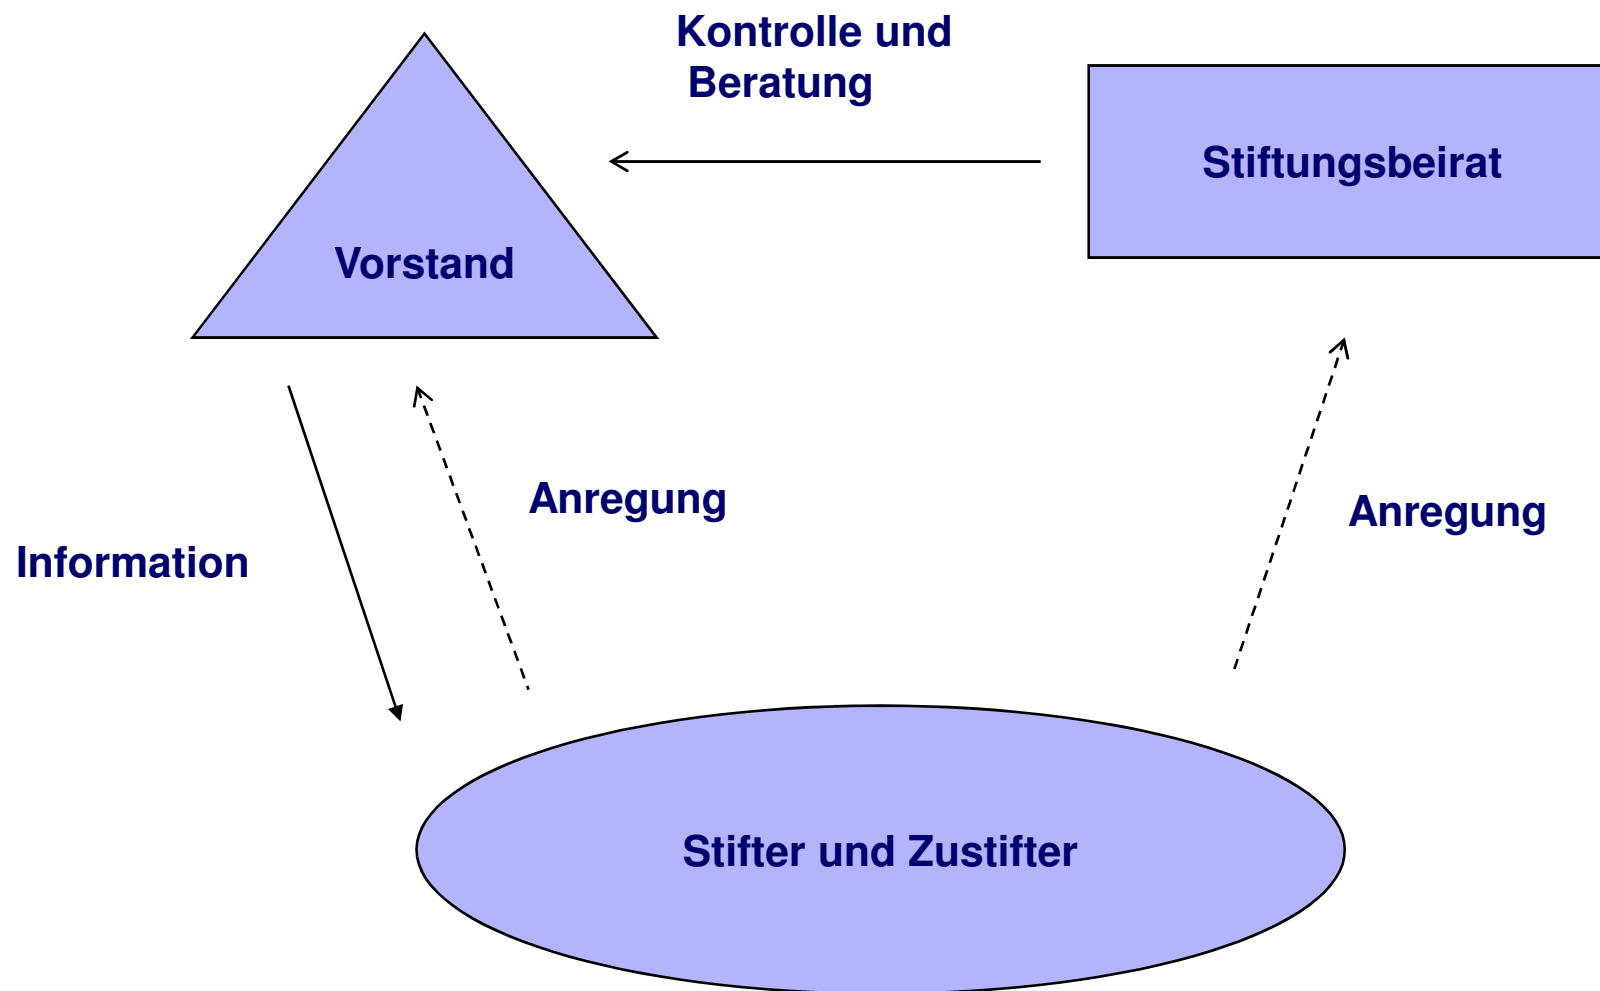 Kontrolle und
Beratung
Stiftungsbeirat
Vorstand
Anregung
Anregung
Information
Stifter und Zustifter